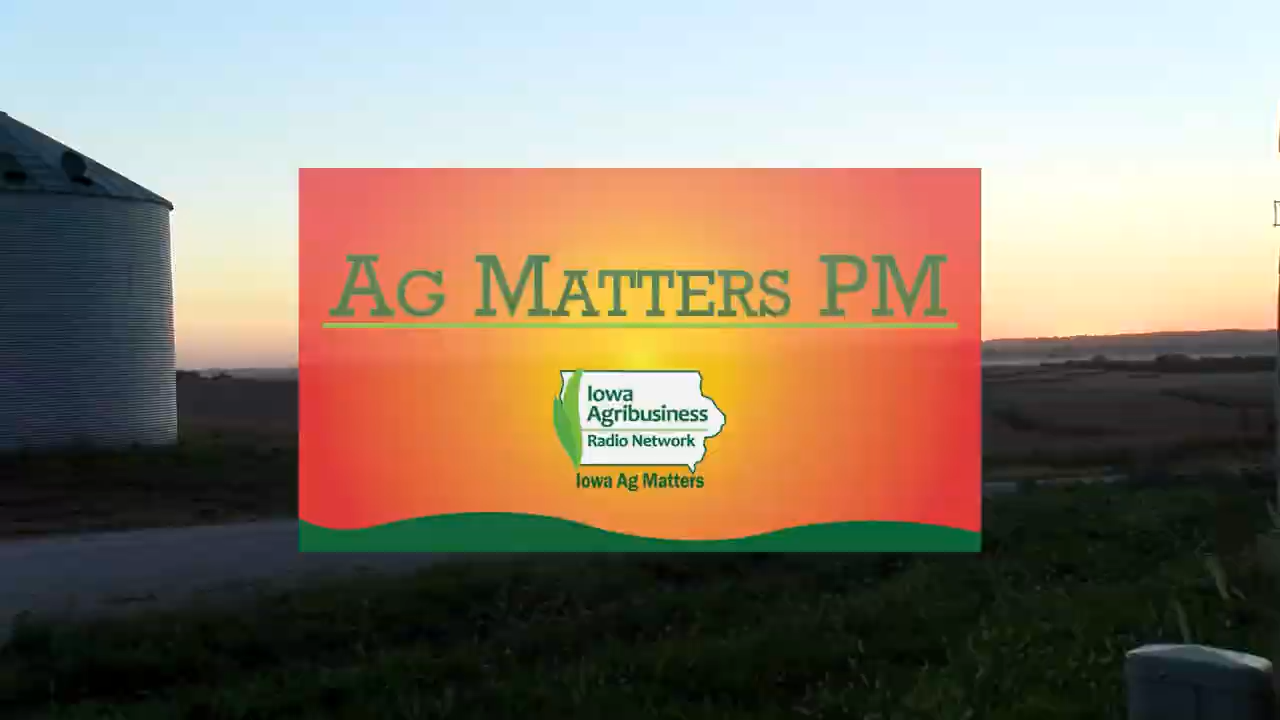 Ag Matters PM
Iowa
Agribusiness
Radio Network
Iowa Ag Matters